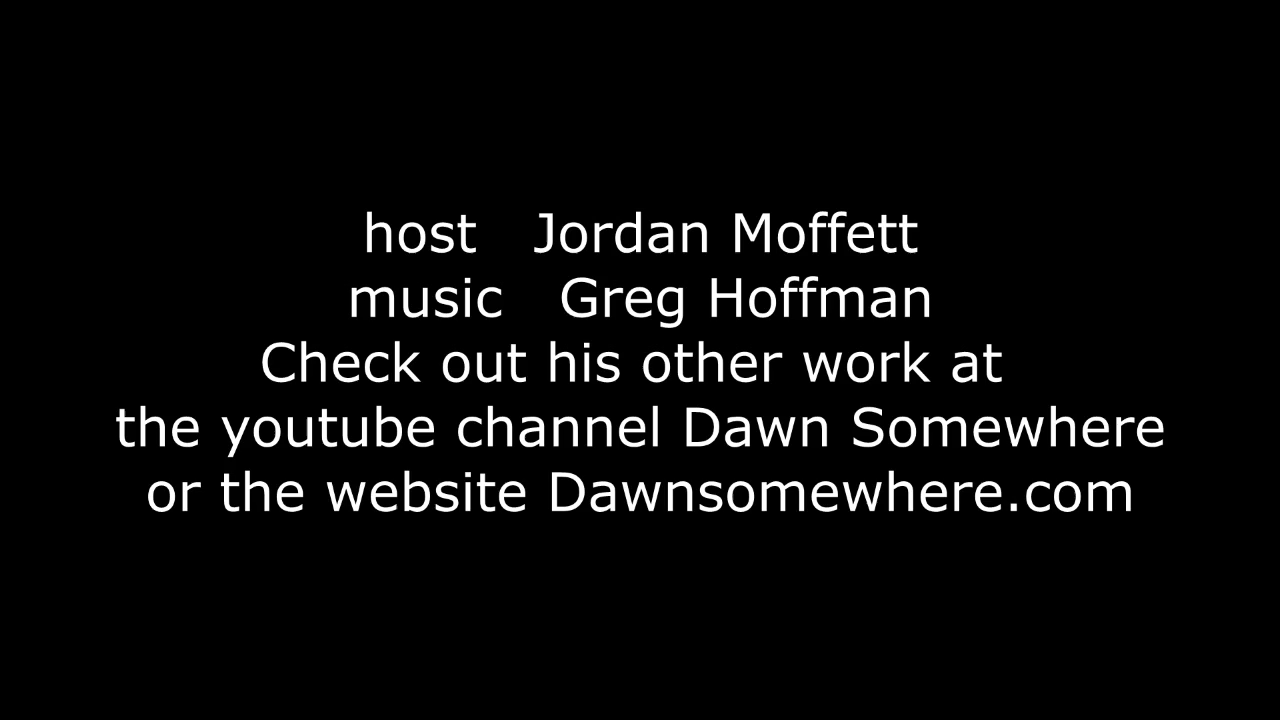 host   Jordan Moffett
music   Greg Hoffman
Check out his other work at
the youtube channel Dawn Somewhere
or the website Dawnsomewhere.com